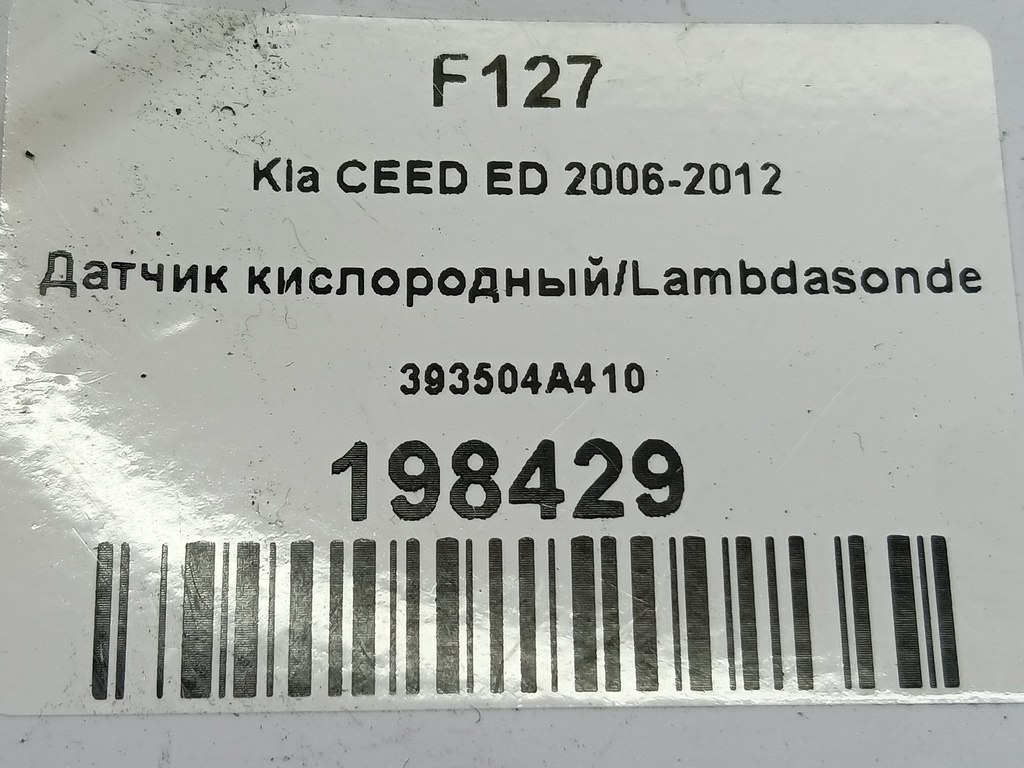 F127
Kia CEED ED 2006-2012
Датчик кислородный/Lambdasonde
393504A410
198429